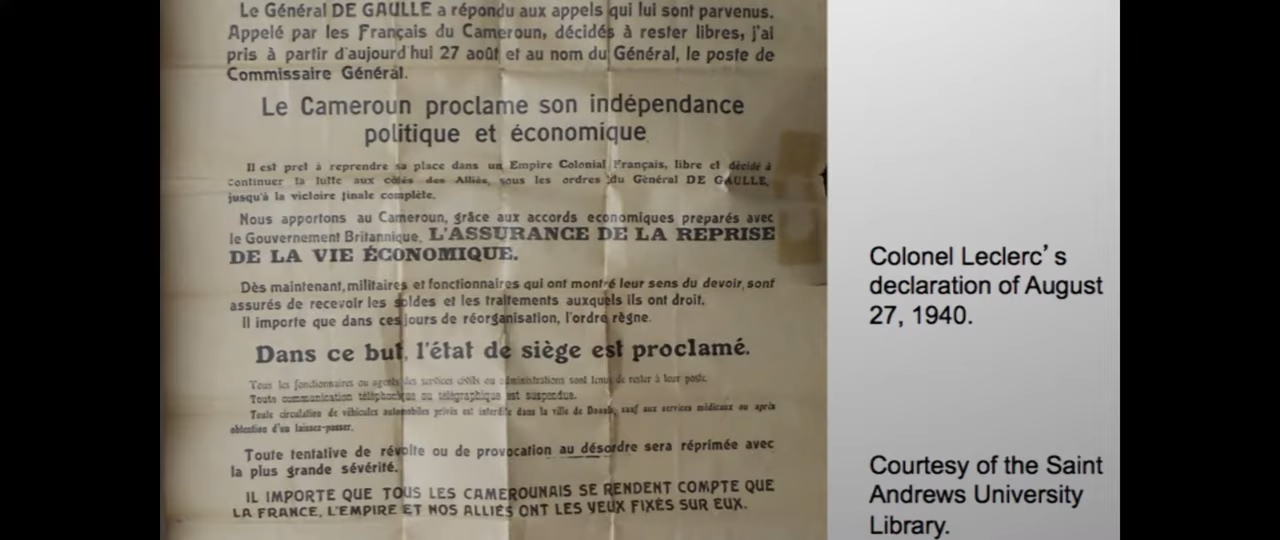 Le Général DE GAULLE a répondu aux appels qui lui sont parvenus.
Appelé par les Français du Cameroun, décidés à rester libres, j'ai
pris à partir d'aujourd'hui 27 août et au nom du Général, le poste de
Commissaire Général.
Le Cameroun proclame son indépendance
politique et économique
Il est pret à reprendre sa place dans un Empire Colonial Français, libre et décidé à
Continuer la lutte aux côtés des Alliés, sous les ordres du Général DE GAULLE,
jusqu'à la victoire finale complète.
Nous apportons au Cameroun, grâce aux accords economiques preparés avec
le Gouvernement Britannique, L'ASSURANCE DE LA REPRISE
DE LA VIE ÉCONOMIQUE.
Dès maintenant, militaires et fonctionnaires qui ont montré leur sens du devoir, sont
assurés de recevoir les soldes et les traitements auxquels ils ont droit.
Il importe que dans ces jours de réorganisation, l'ordre règne.
Dans ce but, l'état de siège est proclamé.
Tous les fonctionnaires ou agents des services civils ou administrations sont tenus de rester à leur poste.
Toute communication téléphonique ou télégraphique est suspendue.
Toute circulation de véhicules automobiles privés est interdite dans la ville de Douala, sauf aux services médicaux ou après
obtention d'un laissez-passer.
Toute tentative de révolte ou de provocation au désordre sera réprimée avec
la plus grande sévérité.
IL IMPORTE QUE TOUS LES CAMEROUNAIS SE RENDENT COMPTE QUE
LA FRANCE, L'EMPIRE ET NOS ALLIÉS ONT LES YEUX FIXÉS SUR EUX.
Colonel Leclerc's
declaration of August
27, 1940.
Courtesy of the Saint
Andrews University
Library.